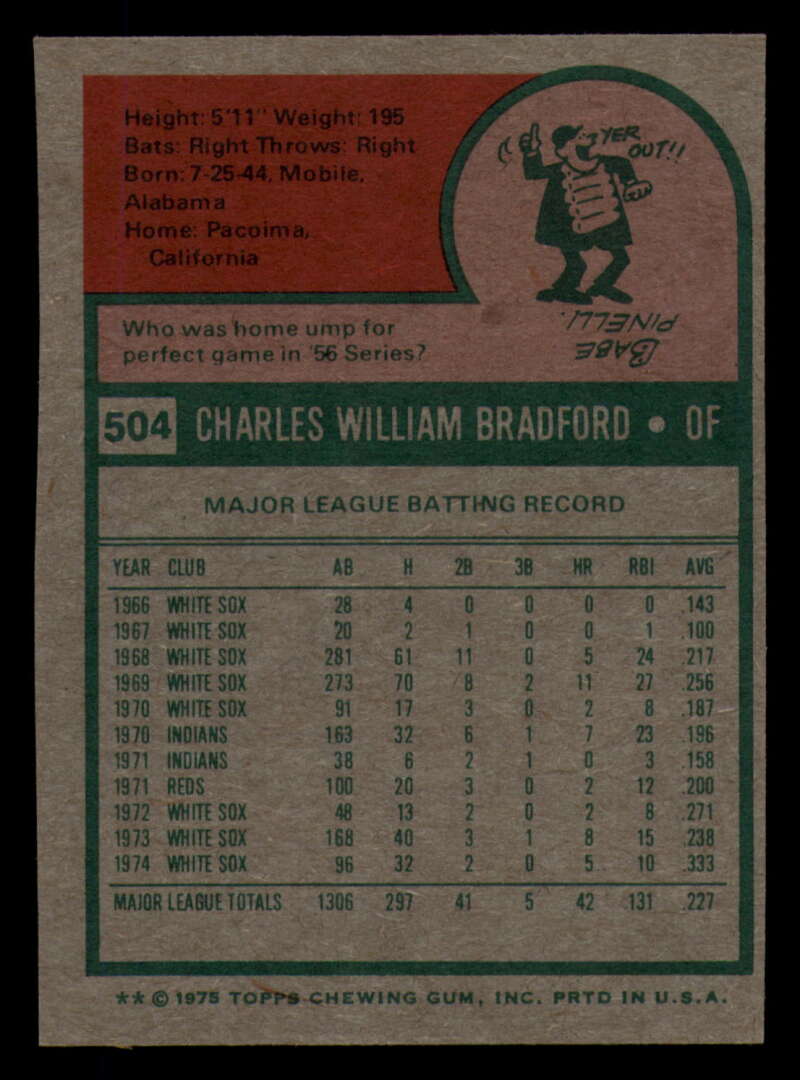 Height: 5'11" Weight: 195
Bats: Right Throws: Right
Born: 7-25-44, Mobile,
Alabama
Home: Pacoima,
California
YER
OUT!!
Who was home ump for
perfect game in '56 Series?
BABE
PINELLI.
504 CHARLES WILLIAM BRADFORD • OF
MAJOR LEAGUE BATTING RECORD
YEAR CLUB AB H 2B 3B HR RBI AVG
1966 WHITE SOX 28 4 0 0 0 0 .143
1967 WHITE SOX 20 2 1 0 0 1 .100
1968 WHITE SOX 281 61 11 0 5 24 .217
1969 WHITE SOX 273 70 8 2 11 27 .256
1970 WHITE SOX 91 17 3 0 2 8 .187
1970 INDIANS 163 32 6 1 7 23 .196
1971 INDIANS 38 6 2 1 0 3 .158
1971 REDS 100 20 3 0 2 12 .200
1972 WHITE SOX 48 13 2 0 2 8 .271
1973 WHITE SOX 168 40 3 1 8 15 .238
1974 WHITE SOX 96 32 2 0 5 10 .333
MAJOR LEAGUE TOTALS 1306 297 41 5 42 131 .227
** © 1975 TOPPS CHEWING GUM, INC. PRTD IN U.S.A.